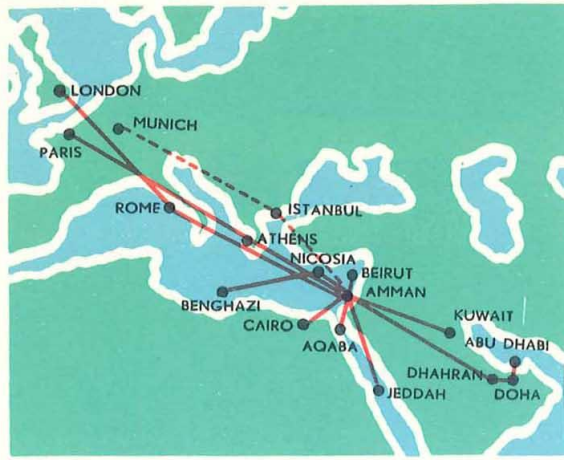 LONDON
MUNICH
PARIS
ROME
ISTANBUL
ATHENS
NICOSIA
BEIRUT
BENGHAZI
AMMAN
CAIRO
KUWAIT
AQABA
ABU DHABI
DHAHRAN
JEDDAH
DOHA